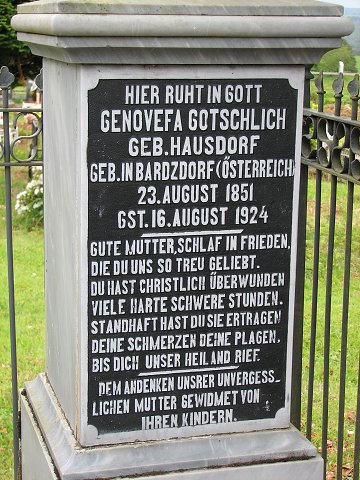 HIER RUHT IN GOTT
GENOVEFA GOTSCHLICH
GEB. HAUSDORF
GEB. IN BARDZDORF (ÖSTERREICH)
23. AUGUST 1851
GST. 16. AUGUST 1924
GUTE MUTTER, SCHLAF IN FRIEDEN,
DIE DU UNS SO TREU GELIEBT.
DU HAST CHRISTLICH ÜBERWUNDEN
VIELE HARTE SCHWERE STUNDEN.
STANDHAFT HAST DU SIE ERTRAGEN
DEINE SCHMERZEN DEINE PLAGEN.
BIS DICH UNSER HEILAND RIEF.
DEM ANDENKEN UNSRER UNVERGESS_
LICHEN MUTTER GEWIDMET VON
IHREN KINDERN.